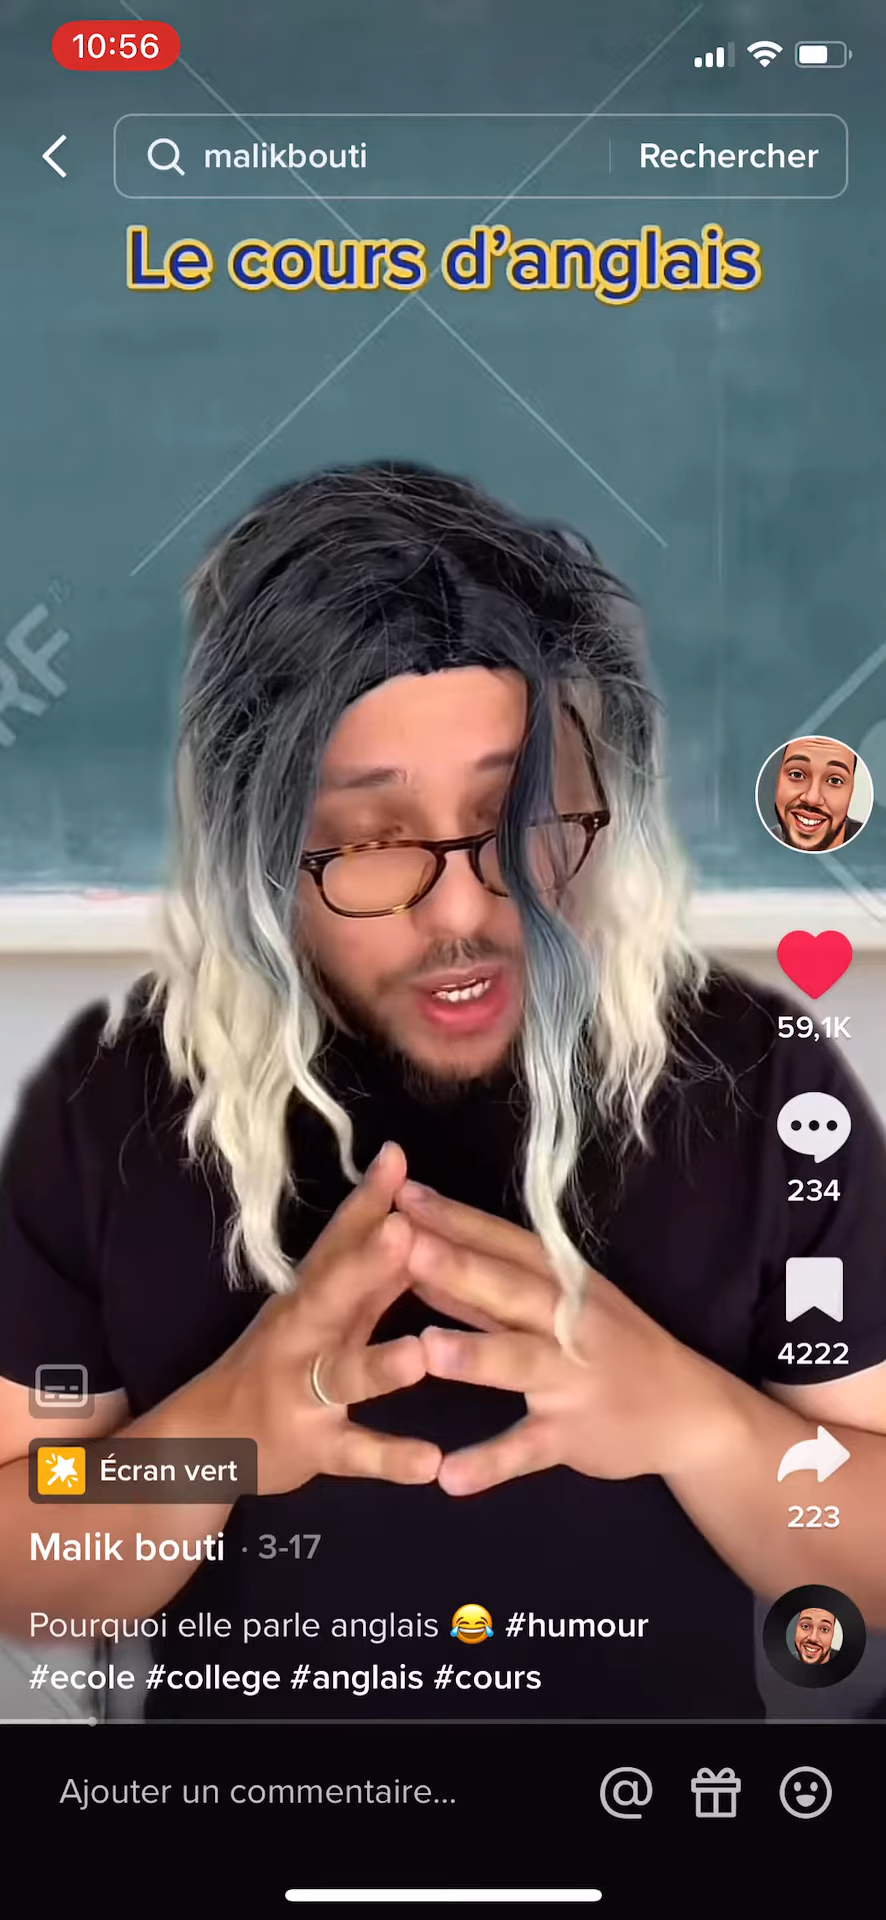 10:56
malikbouti
Rechercher
Le cours d'anglais
RF
59,1K
234
4222
Écran vert
223
Malik bouti · 3-17
Pourquoi elle parle anglais 😂 #humour
#ecole #college #anglais #cours
Ajouter un commentaire...